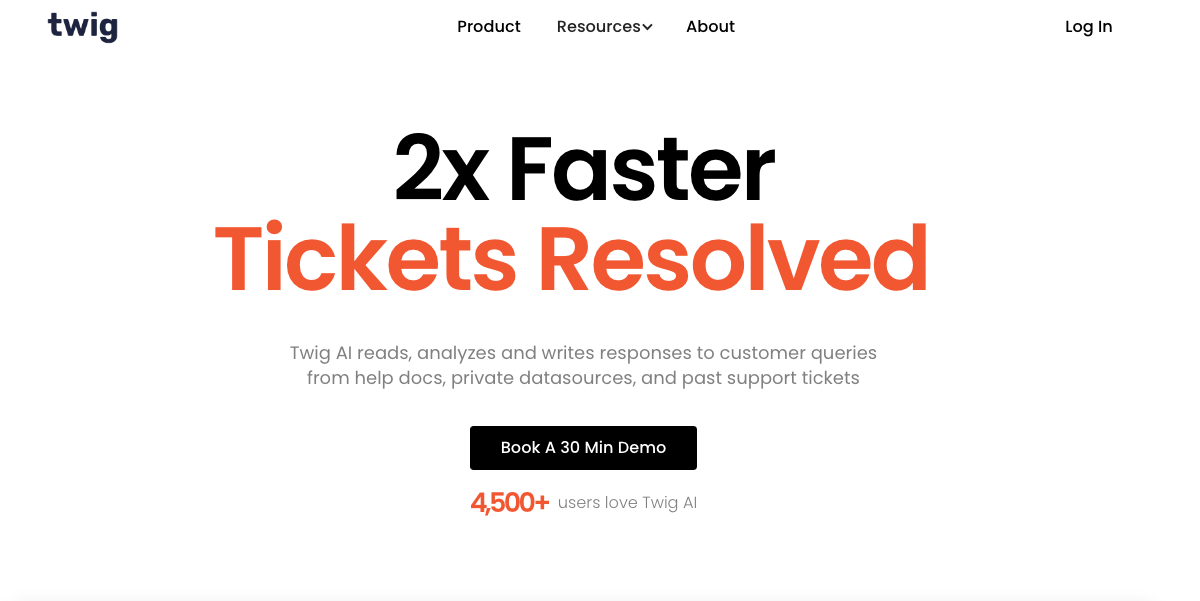 twig
Product
Resources
About
Log In
2x Faster
Tickets Resolved
Twig AI reads, analyzes and writes responses to customer queries
from help docs, private datasources, and past support tickets
Book A 30 Min Demo
4,500+ users love Twig AI